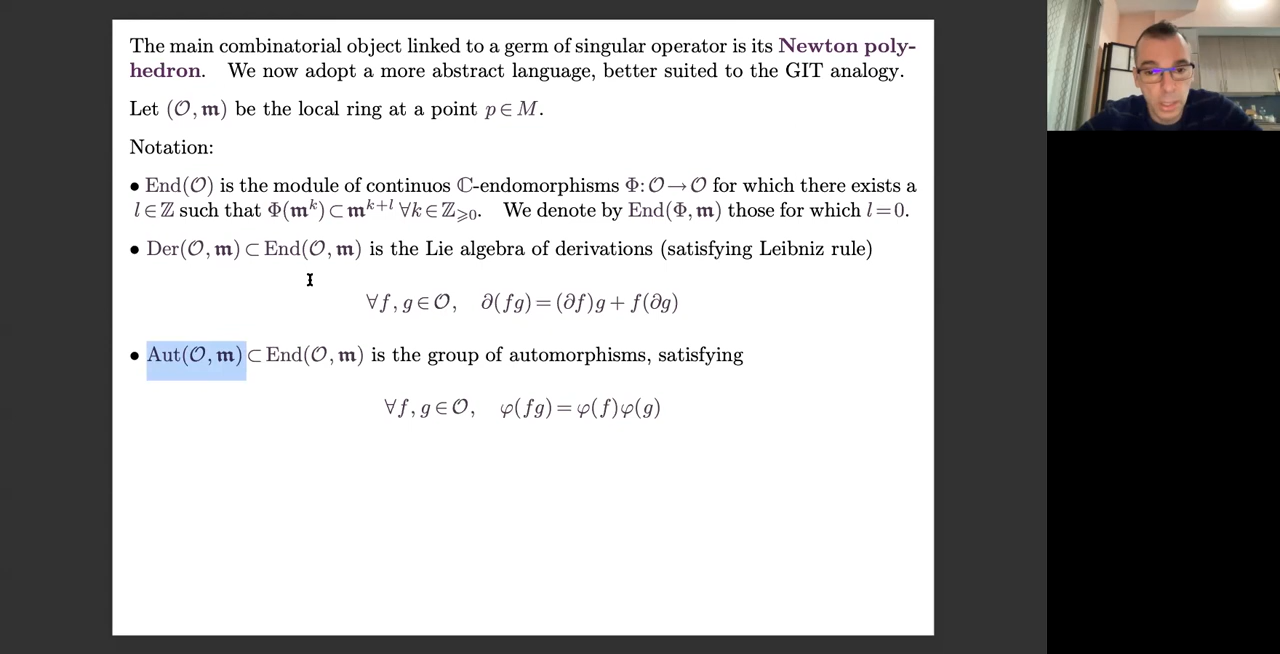 The main combinatorial object linked to a germ of singular operator is its Newton poly-
hedron. We now adopt a more abstract language, better suited to the GIT analogy.
Let (𝒪, 𝖒) be the local ring at a point p ∈ M.
Notation:
• End(𝒪) is the module of continuos ℂ-endomorphisms Φ: 𝒪 → 𝒪 for which there exists a
l ∈ ℤ such that Φ(𝖒ᵏ) ⊂ 𝖒ᵏ⁺ˡ ∀k ∈ ℤ⩾₀. We denote by End(Φ, 𝖒) those for which l = 0.
• Der(𝒪, 𝖒) ⊂ End(𝒪, 𝖒) is the Lie algebra of derivations (satisfying Leibniz rule)
∀f, g ∈ 𝒪, ∂(fg) = (∂f)g + f(∂g)
• Aut(𝒪, 𝖒) ⊂ End(𝒪, 𝖒) is the group of automorphisms, satisfying
∀f, g ∈ 𝒪, φ(fg) = φ(f)φ(g)